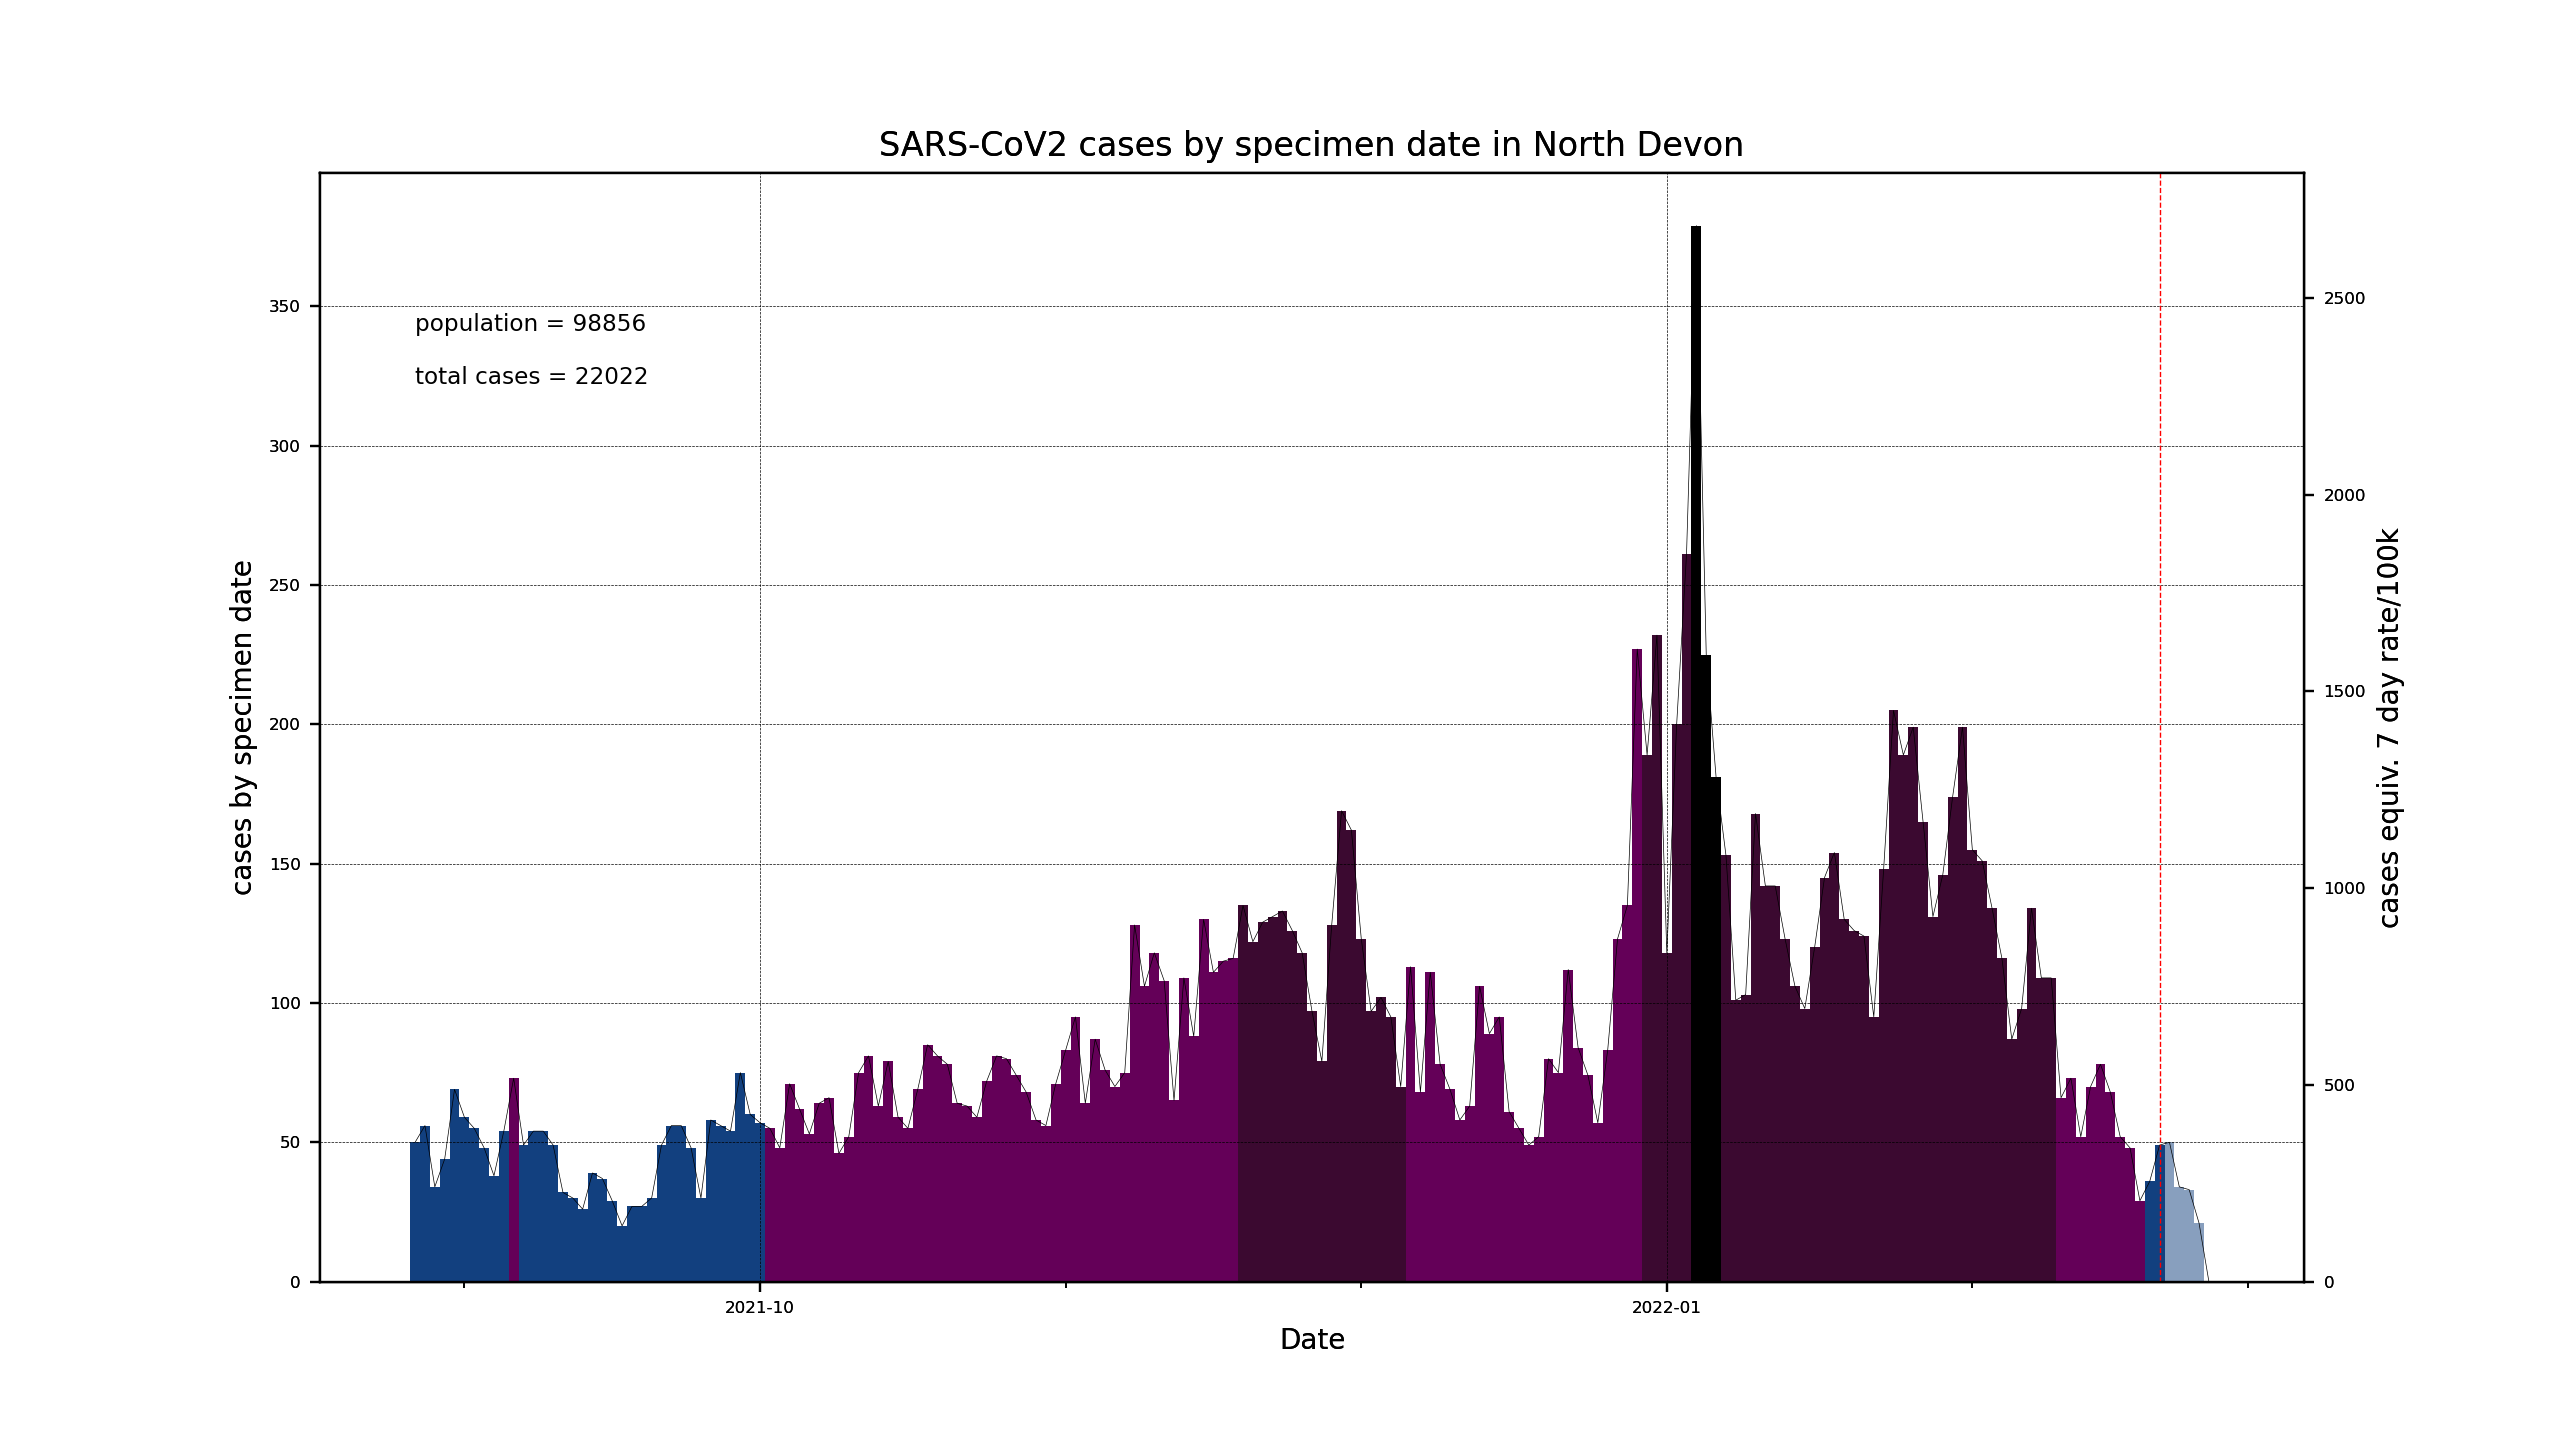 SARS-CoV2 cases by specimen date in North Devon
population = 98856
total cases = 22022
cases by specimen date
350
300
250
200
150
100
50
0
2500
2000
1500
1000
500
0
cases equiv. 7 day rate/100k
2021-10
2022-01
Date